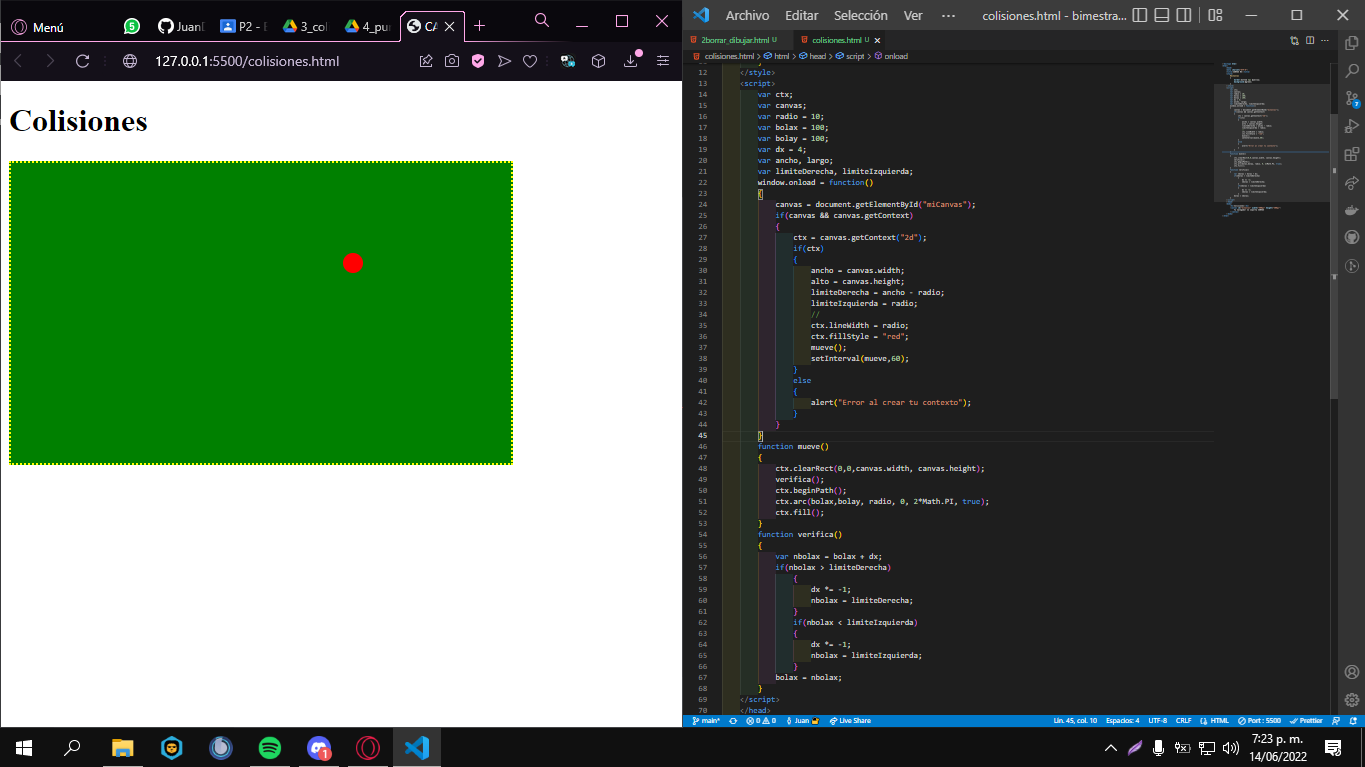 Menú
5
JuanD
P2 - E
3_col
4_pur
CA
127.0.0.1:5500/colisiones.html
Colisiones
Archivo Editar Selección Ver ··· colisiones.html - bimestra...
2borrar_dibujar.html U colisiones.html U
colisiones.html > html > head > script > onload
12 </style>
13 <script>
14 var ctx;
15 var canvas;
16 var radio = 10;
17 var bolax = 100;
18 var bolay = 100;
19 var dx = 4;
20 var ancho, largo;
21 var limiteDerecha, limiteIzquierda;
22 window.onload = function()
23 {
24 canvas = document.getElementById("miCanvas");
25 if(canvas && canvas.getContext)
26 {
27 ctx = canvas.getContext("2d");
28 if(ctx)
29 {
30 ancho = canvas.width;
31 alto = canvas.height;
32 limiteDerecha = ancho - radio;
33 limiteIzquierda = radio;
34 //
35 ctx.lineWidth = radio;
36 ctx.fillStyle = "red";
37 mueve();
38 setInterval(mueve,60);
39 }
40 else
41 {
42 alert("Error al crear tu contexto");
43 }
44 }
45 }
46 function mueve()
47 {
48 ctx.clearRect(0,0,canvas.width, canvas.height);
49 verifica();
50 ctx.beginPath();
51 ctx.arc(bolax,bolay, radio, 0, 2*Math.PI, true);
52 ctx.fill();
53 }
54 function verifica()
55 {
56 var nbolax = bolax + dx;
57 if(nbolax > limiteDerecha)
58 {
59 dx *= -1;
60 nbolax = limiteDerecha;
61 }
62 if(nbolax < limiteIzquierda)
63 {
64 dx *= -1;
65 nbolax = limiteIzquierda;
66 }
67 bolax = nbolax;
68 }
69 </script>
70 </head>
7
main* 0 0 Juan Live Share Lín. 45, col. 10 Espacios: 4 UTF-8 CRLF HTML Port : 5500 Prettier
1
7:23 p. m.
14/06/2022